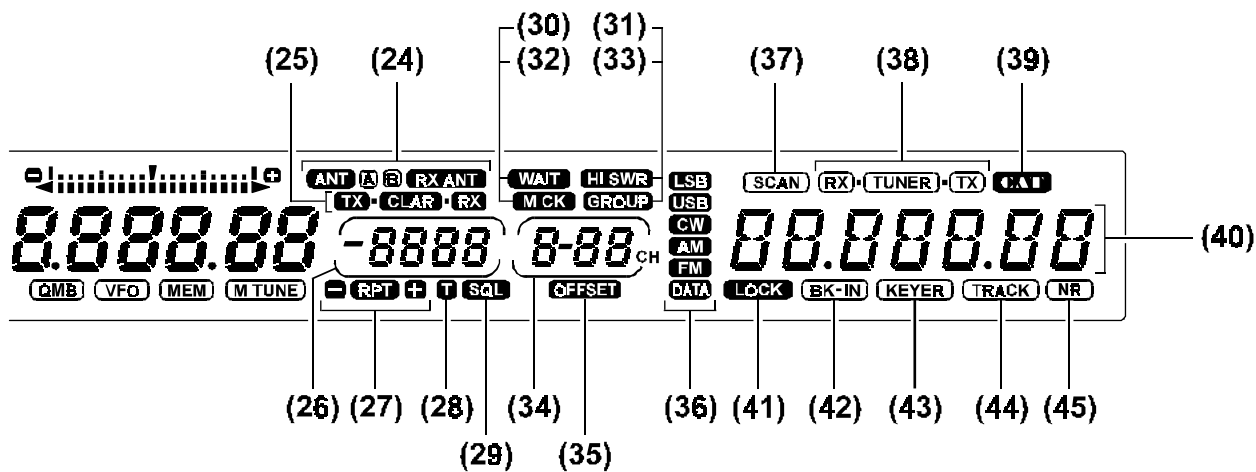 (30) (31)
(25) (24) (32) (33) (37) (38) (39)
ANT A B RX ANT WAIT HI SWR LSB SCAN RX TUNER TX
TX CLAR RX M CK GROUP USB
8.888.88 -8888 8-88 CH CW AM FM 88.888.88 (40)
QMB VFO MEM M TUNE - RPT + T SQL OFFSET DATA LOCK BK-IN KEYER TRACK NR
(26) (27) (28) (34) (36) (41) (42) (43) (44) (45)
(29) (35)